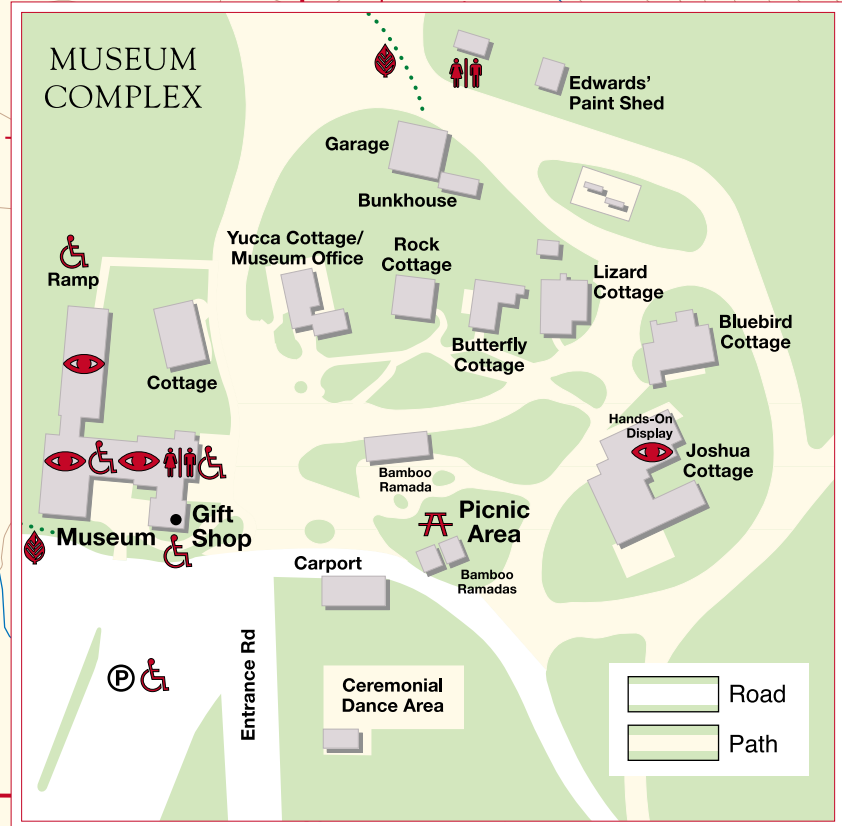 MUSEUM
COMPLEX
Edwards’
Paint Shed
Garage
Bunkhouse
Yucca Cottage/
Museum Office
Rock
Cottage
Lizard
Cottage
Ramp
Bluebird
Cottage
Butterfly
Cottage
Cottage
Hands-On
Display
Joshua
Cottage
Bamboo
Ramada
Gift
Shop
Museum
Picnic
Area
Carport
Bamboo
Ramadas
P
Entrance Rd
Ceremonial
Dance Area
Road
Path